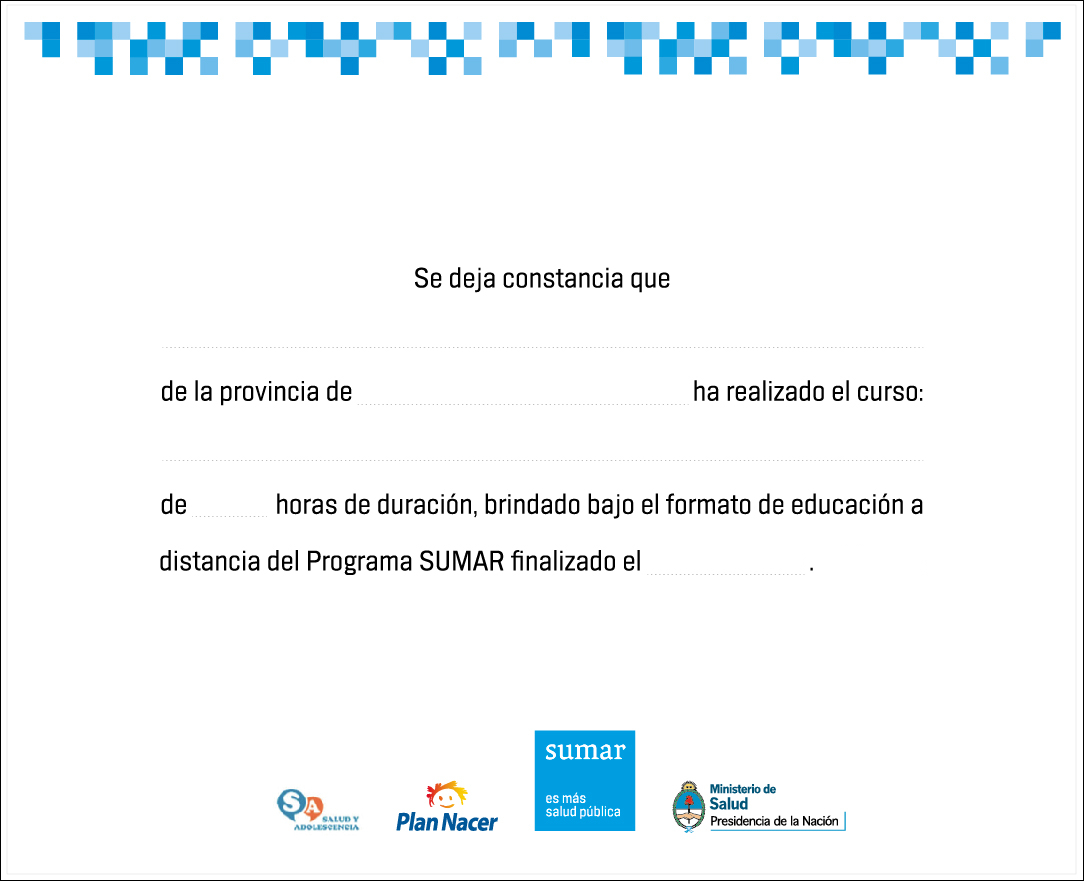 Se deja constancia que
de la provincia de ha realizado el curso:
de horas de duración, brindado bajo el formato de educación a
distancia del Programa SUMAR finalizado el .
SA
SALUD Y
ADOLESCENCIA
Plan Nacer
sumar
es más
salud pública
Ministerio de
Salud
Presidencia de la Nación